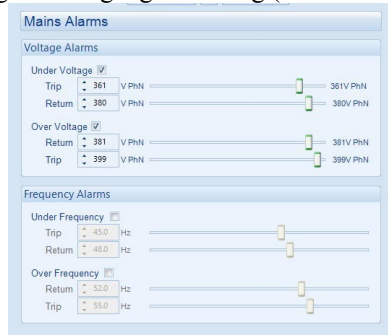 Mains Alarms
Voltage Alarms
Under Voltage
Trip 361 V PhN 361V PhN
Return 380 V PhN 380V PhN
Over Voltage
Return 381 V PhN 381V PhN
Trip 399 V PhN 399V PhN
Frequency Alarms
Under Frequency
Trip 45.0 Hz
Return 48.0 Hz
Over Frequency
Return 52.0 Hz
Trip 55.0 Hz